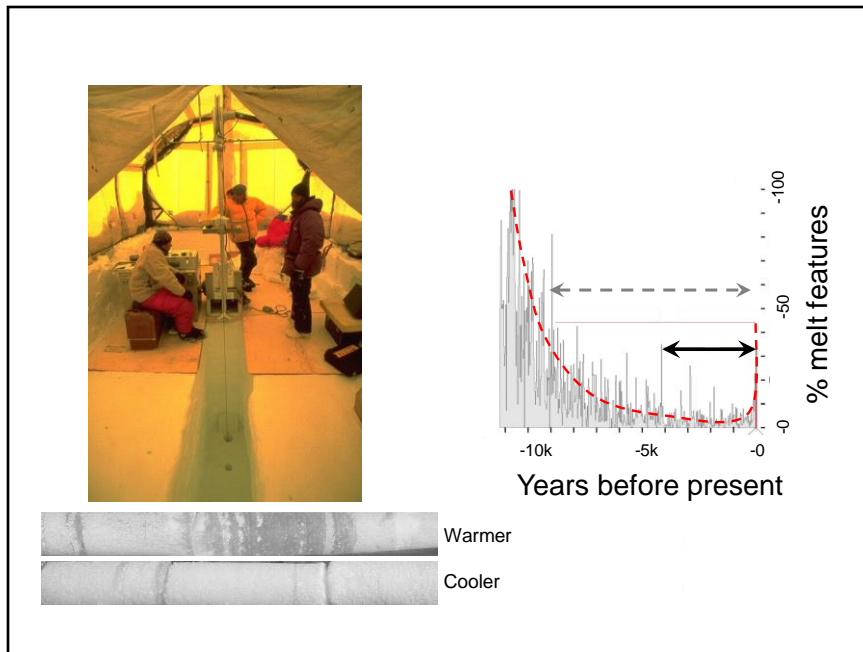 -100
-50
-0
% melt features
-10k
-5k
-0
Years before present
Warmer
Cooler